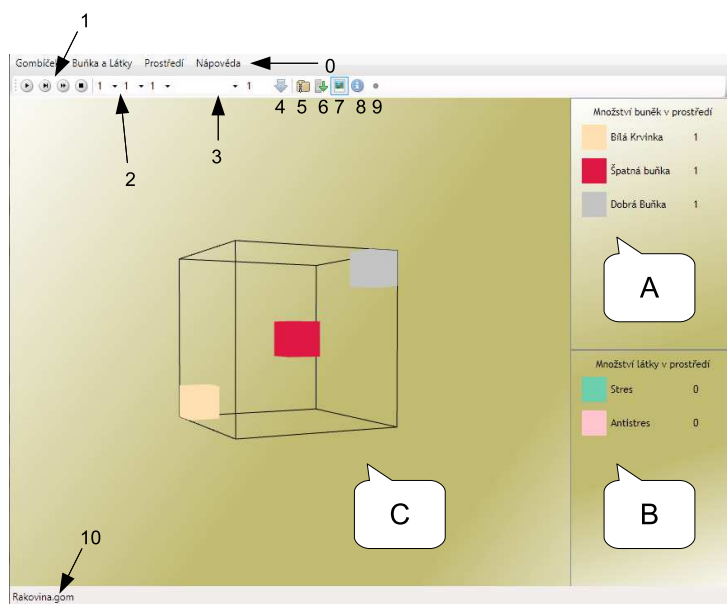 1
Gombíček Buňka a Látky Prostředí Nápověda 0
1 1 1 1
4 5 6 7 8 9
2 3
Množství buněk v prostředí
Bílá Krvinka 1
Špatná buňka 1
Dobrá Buňka 1
A
Množství látky v prostředí
Stres 0
Antistres 0
B
C
10
Rakovina.gom